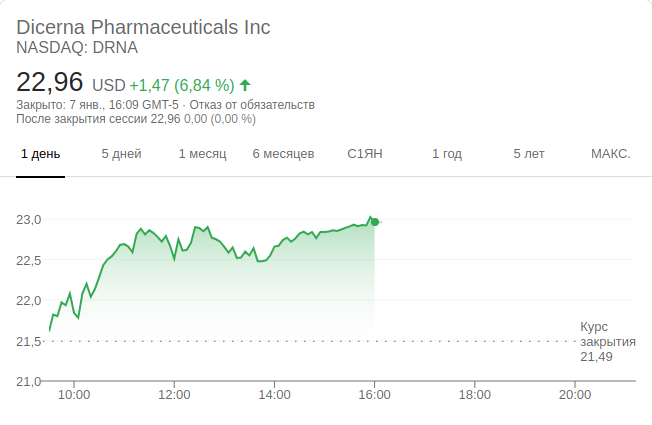 Dicerna Pharmaceuticals Inc
NASDAQ: DRNA
22,96 USD +1,47 (6,84 %)
Закрыто: 7 янв., 16:09 GMT-5 · Отказ от обязательств
После закрытия сессии 22,96 0,00 (0,00 %)
1 день 5 дней 1 месяц 6 месяцев С1ЯН 1 год 5 лет МАКС.
23,0
22,5
22,0
21,5
21,0
Курс
закрытия
21,49
10:00 12:00 14:00 16:00 18:00 20:00